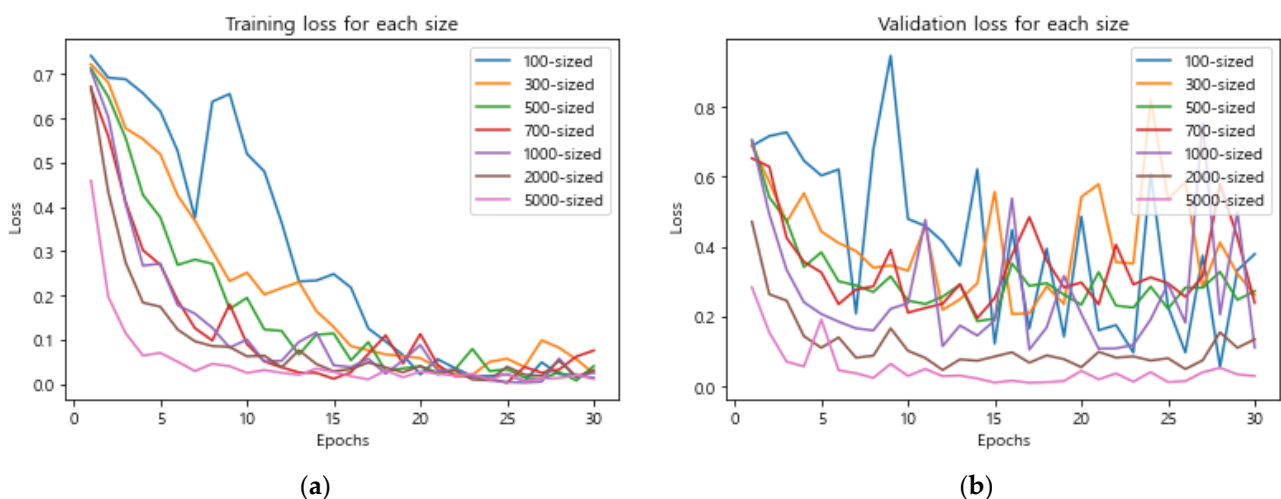 Training loss for each size
Loss
0.7
0.6
0.5
0.4
0.3
0.2
0.1
0.0
100-sized
300-sized
500-sized
700-sized
1000-sized
2000-sized
5000-sized
0 5 10 15 20 25 30
Epochs
(a)
Validation loss for each size
Loss
0.8
0.6
0.4
0.2
0.0
100-sized
300-sized
500-sized
700-sized
1000-sized
2000-sized
5000-sized
0 5 10 15 20 25 30
Epochs
(b)